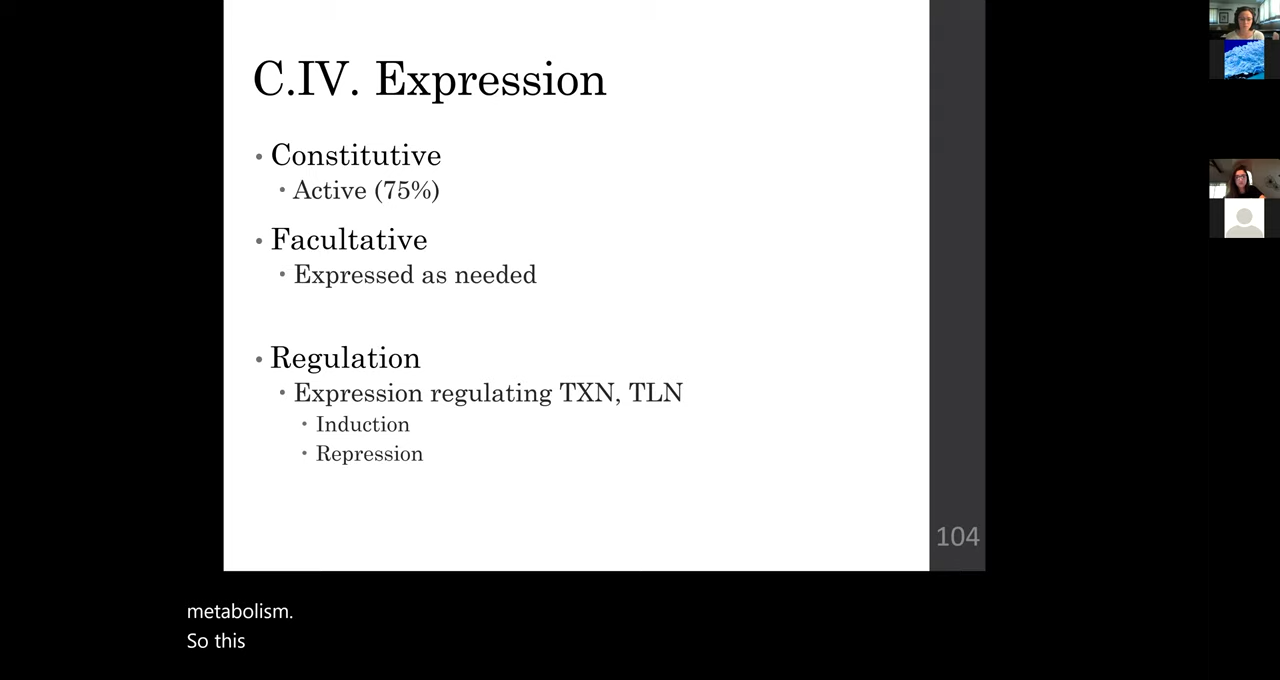 C.IV. Expression
• Constitutive
• Active (75%)
• Facultative
• Expressed as needed
• Regulation
• Expression regulating TXN, TLN
• Induction
• Repression
104
metabolism.
So this